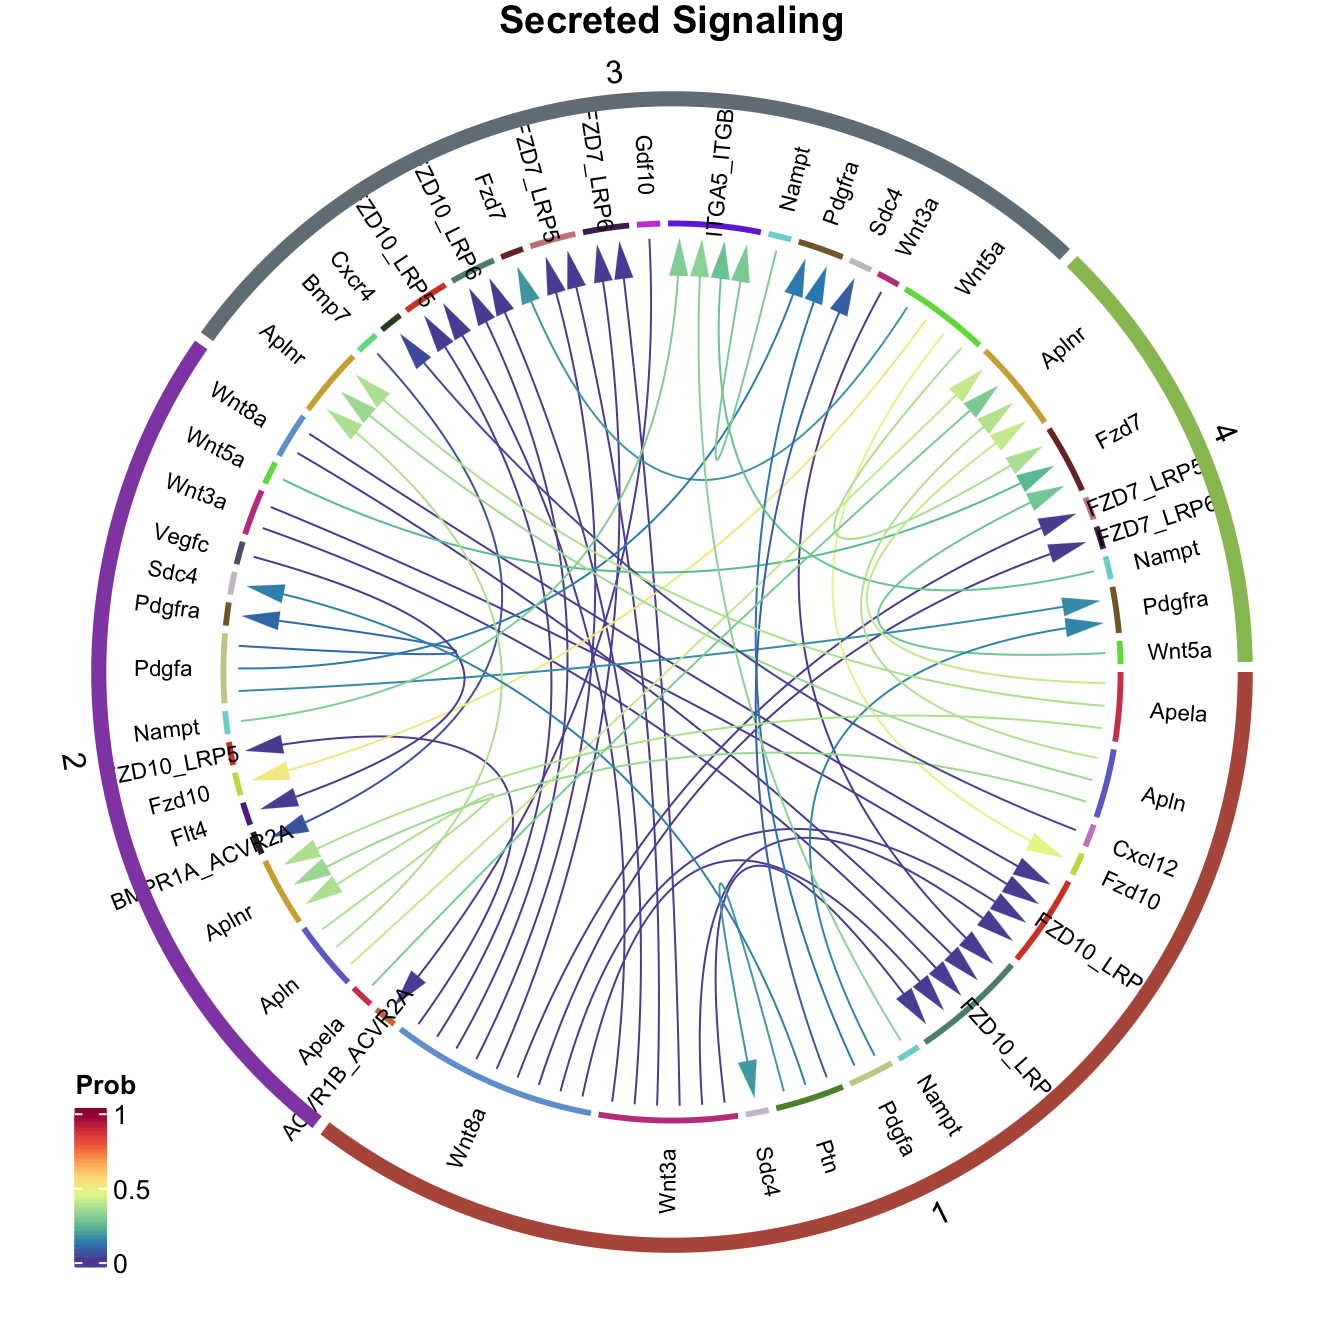 Secreted Signaling
3
Gdf10
ITGA5_ITGB
Nampt
Pdgfra
Sdc4
Wnt3a
Wnt5a
4
Aplnr
Fzd7
FZD7_LRP5
FZD7_LRP6
Nampt
Pdgfra
Wnt5a
1
Apela
Apln
Cxcl12
Fzd10
FZD10_LRP
FZD10_LRP
Nampt
Pdgfa
Ptn
Sdc4
Wnt3a
Wnt8a
2
ACVR1B_ACVR2A
Apela
Apln
Aplnr
BMPR1A_ACVR2A
Flt4
Fzd10
ZD10_LRP5
Nampt
Pdgfa
Pdgfra
Sdc4
Vegfc
Wnt3a
Wnt5a
Wnt8a
Aplnr
Bmp7
Cxcr4
ZD10_LRP5
ZD10_LRP6
Fzd7
FZD7_LRP5
FZD7_LRP6
Prob
1
0.5
0